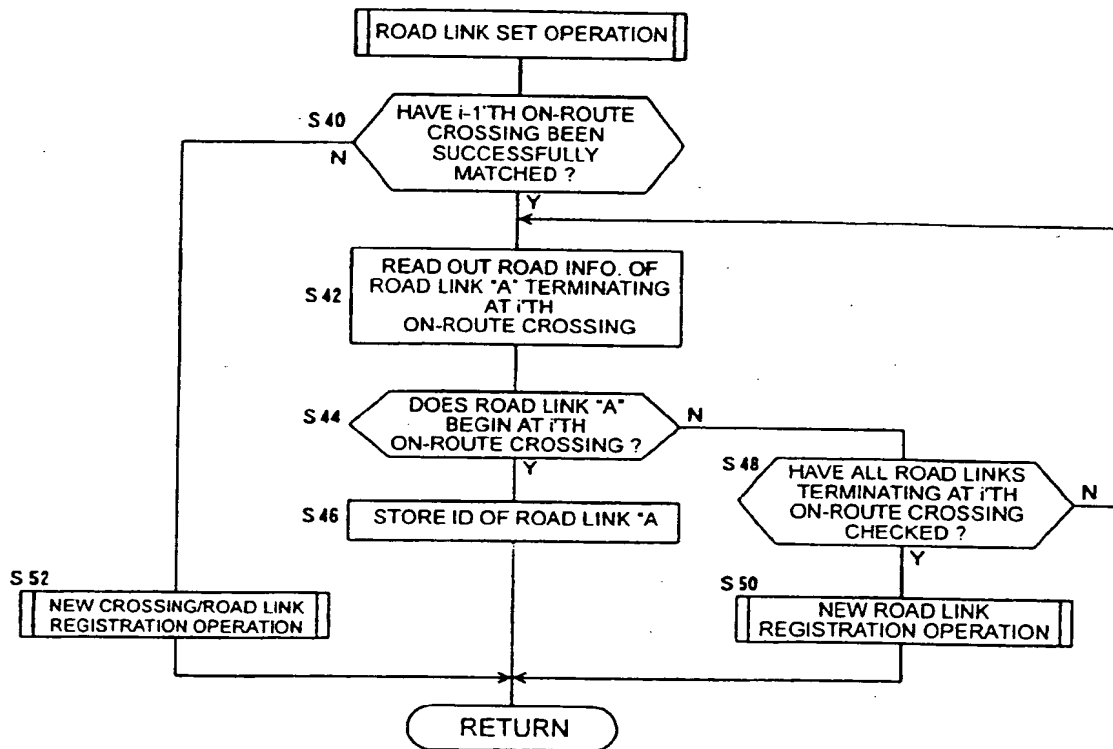 ROAD LINK SET OPERATION
S 40
HAVE i-1'TH ON-ROUTE
CROSSING BEEN
SUCCESSFULLY
MATCHED ?
N
Y
S 42
READ OUT ROAD INFO. OF
ROAD LINK "A" TERMINATING
AT i'TH
ON-ROUTE CROSSING
S 44
DOES ROAD LINK "A"
BEGIN AT i'TH
ON-ROUTE CROSSING ?
N
Y
S 46
STORE ID OF ROAD LINK "A
S 48
HAVE ALL ROAD LINKS
TERMINATING AT i'TH
ON-ROUTE CROSSING
CHECKED ?
N
Y
S 52
NEW CROSSING/ROAD LINK
REGISTRATION OPERATION
S 50
NEW ROAD LINK
REGISTRATION OPERATION
RETURN